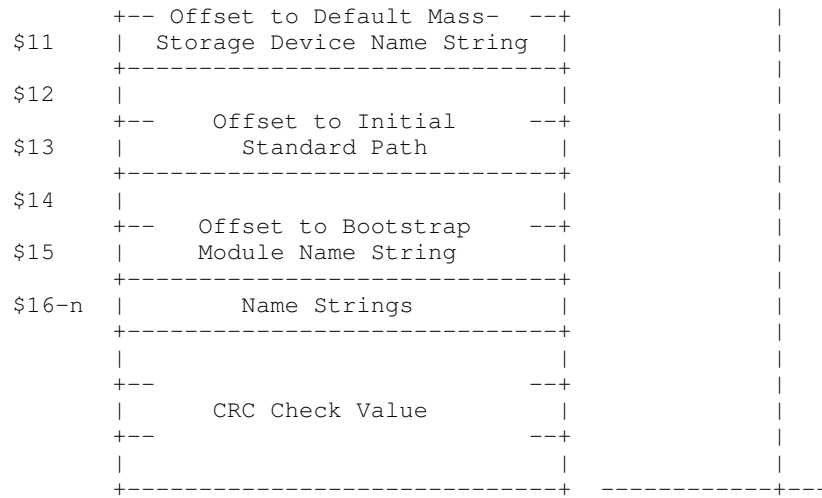 +-- Offset to Default Mass-  --+              |
$11     |  Storage Device Name String  |              |
        +------------------------------+              |
$12     |                              |              |
        +--     Offset to Initial    --+              |
$13     |        Standard Path         |              |
        +------------------------------+              |
$14     |                              |              |
        +--    Offset to Bootstrap   --+              |
$15     |     Module Name String       |              |
        +------------------------------+              |
$16-n   |        Name Strings          |              |
        +------------------------------+              |
        |                              |              |
        +--                          --+              |
        |      CRC Check Value         |              |
        +--                          --+              |
        |                              |              |
        +------------------------------+  ------------+---